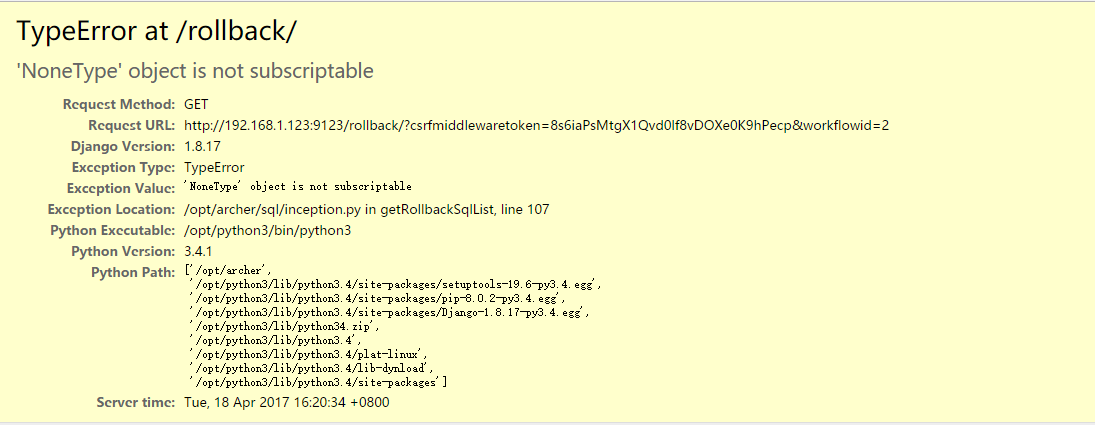 TypeError at /rollback/
'NoneType' object is not subscriptable
Request Method: GET
Request URL: http://192.168.1.123:9123/rollback/?csrfmiddlewaretoken=8s6iaPsMtgX1Qvd0lf8vDOXe0K9hPecp&workflowid=2
Django Version: 1.8.17
Exception Type: TypeError
Exception Value: 'NoneType' object is not subscriptable
Exception Location: /opt/archer/sql/inception.py in getRollbackSqlList, line 107
Python Executable: /opt/python3/bin/python3
Python Version: 3.4.1
Python Path: ['/opt/archer',
'/opt/python3/lib/python3.4/site-packages/setuptools-19.6-py3.4.egg',
'/opt/python3/lib/python3.4/site-packages/pip-8.0.2-py3.4.egg',
'/opt/python3/lib/python3.4/site-packages/Django-1.8.17-py3.4.egg',
'/opt/python3/lib/python34.zip',
'/opt/python3/lib/python3.4',
'/opt/python3/lib/python3.4/plat-linux',
'/opt/python3/lib/python3.4/lib-dynload',
'/opt/python3/lib/python3.4/site-packages']
Server time: Tue, 18 Apr 2017 16:20:34 +0800